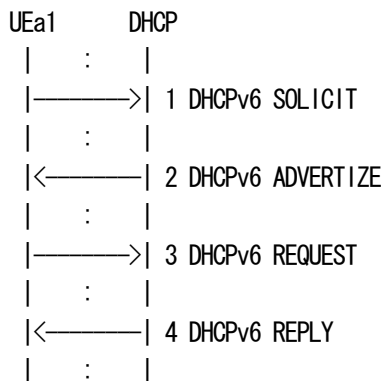 UEa1 DHCP
| : |
|-------->| 1 DHCPv6 SOLICIT
| : |
|<--------| 2 DHCPv6 ADVERTIZE
| : |
|-------->| 3 DHCPv6 REQUEST
| : |
|<--------| 4 DHCPv6 REPLY
| : |